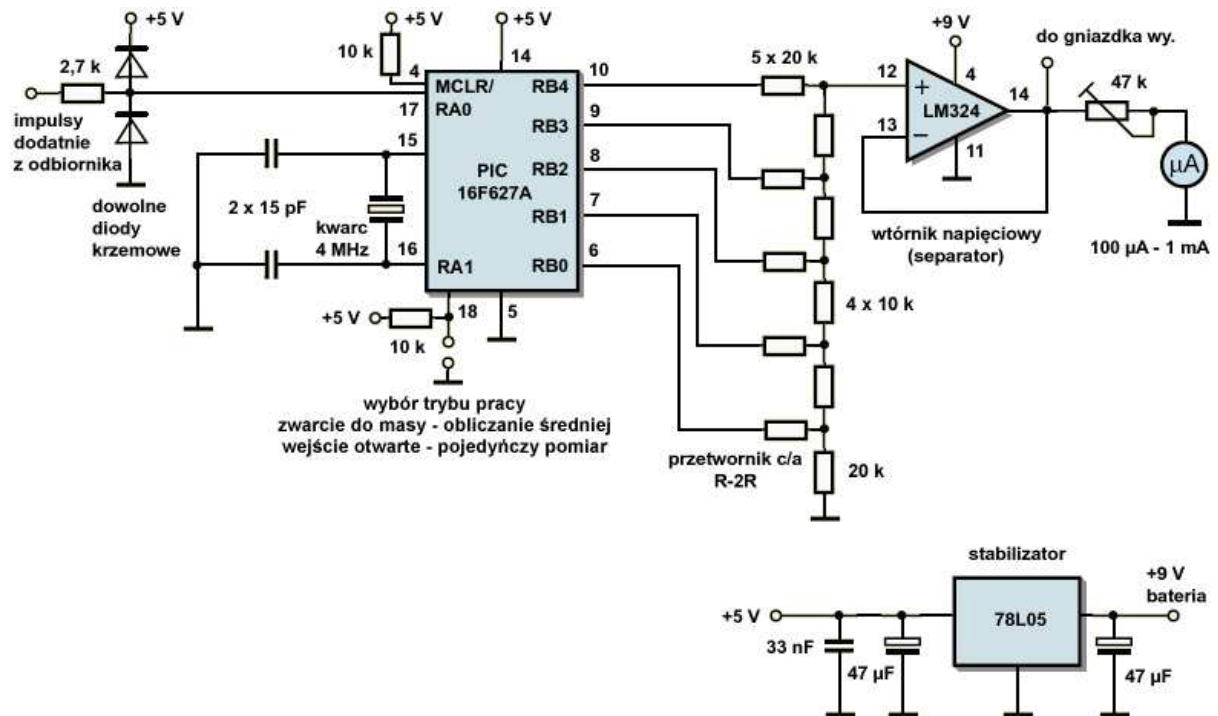 +5 V
2,7 k
impulsy
dodatnie
z odbiornika
dowolne
diody
krzemowe
+5 V
10 k
+5 V
14
4
MCLR/
17
RA0
15
PIC
16F627A
2 x 15 pF
kwarc
4 MHz
16
RA1
RB4
10
RB3
9
RB2
8
RB1
7
RB0
6
+5 V
10 k
18
5
wybór trybu pracy
zwarcie do masy - obliczanie średniej
wejście otwarte - pojedyńczy pomiar
5 x 20 k
4 x 10 k
20 k
przetwornik c/a
R-2R
+9 V
12
+
4
LM324
14
13
−
11
wtórnik napięciowy
(separator)
do gniazdka wy.
47 k
µA
100 µA - 1 mA
stabilizator
+5 V
33 nF
47 µF
78L05
+9 V
bateria
47 µF